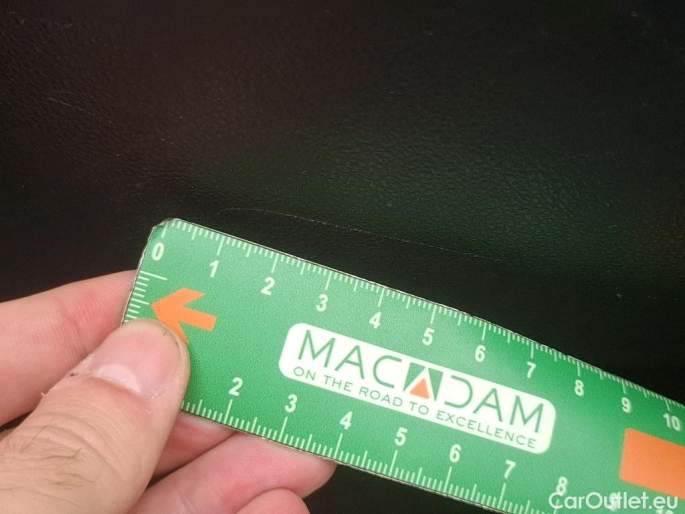 0 1 2 3 4 5 6 7 8 9 10
MACADAM
ON THE ROAD TO EXCELLENCE
2 3 4 5 6 7 8 9
CarOutlet.eu